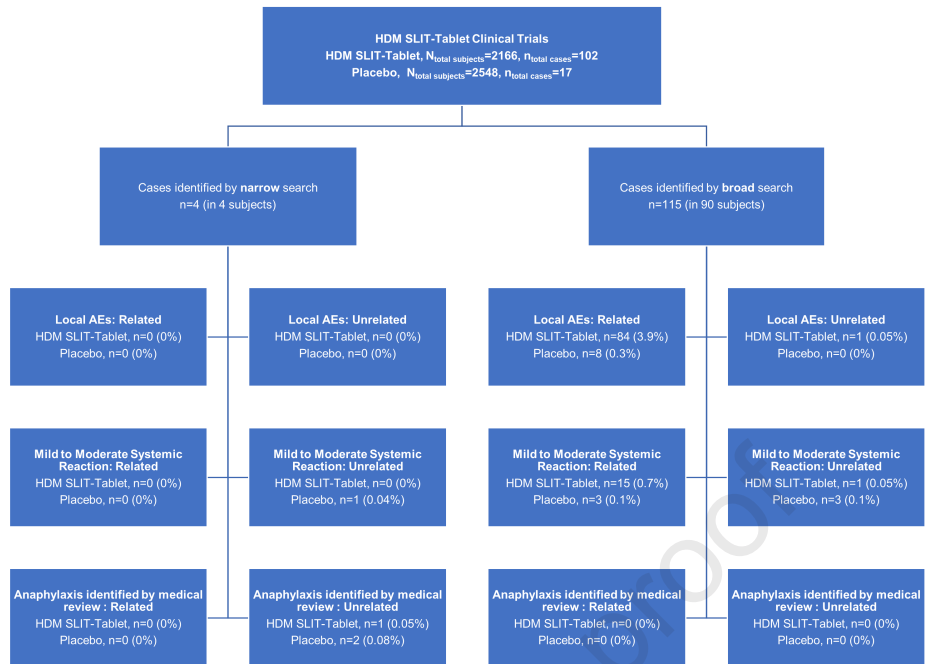 HDM SLIT-Tablet Clinical Trials
HDM SLIT-Tablet, Ntotal subjects=2166, ntotal cases=102
Placebo, Ntotal subjects=2548, ntotal cases=17
Cases identified by narrow search
n=4 (in 4 subjects)
Cases identified by broad search
n=115 (in 90 subjects)
Local AEs: Related
HDM SLIT-Tablet, n=0 (0%)
Placebo, n=0 (0%)
Local AEs: Unrelated
HDM SLIT-Tablet, n=0 (0%)
Placebo, n=0 (0%)
Local AEs: Related
HDM SLIT-Tablet, n=84 (3.9%)
Placebo, n=8 (0.3%)
Local AEs: Unrelated
HDM SLIT-Tablet, n=1 (0.05%)
Placebo, n=0 (0%)
Mild to Moderate Systemic
Reaction: Related
HDM SLIT-Tablet, n=0 (0%)
Placebo, n=0 (0%)
Mild to Moderate Systemic
Reaction: Unrelated
HDM SLIT-Tablet, n=0 (0%)
Placebo, n=1 (0.04%)
Mild to Moderate Systemic
Reaction: Related
HDM SLIT-Tablet, n=15 (0.7%)
Placebo, n=3 (0.1%)
Mild to Moderate Systemic
Reaction: Unrelated
HDM SLIT-Tablet, n=1 (0.05%)
Placebo, n=3 (0.1%)
Anaphylaxis identified by medical
review : Related
HDM SLIT-Tablet, n=0 (0%)
Placebo, n=0 (0%)
Anaphylaxis identified by medical
review : Unrelated
HDM SLIT-Tablet, n=1 (0.05%)
Placebo, n=2 (0.08%)
Anaphylaxis identified by medical
review : Related
HDM SLIT-Tablet, n=0 (0%)
Placebo, n=0 (0%)
Anaphylaxis identified by medical
review : Unrelated
HDM SLIT-Tablet, n=0 (0%)
Placebo, n=0 (0%)
proof